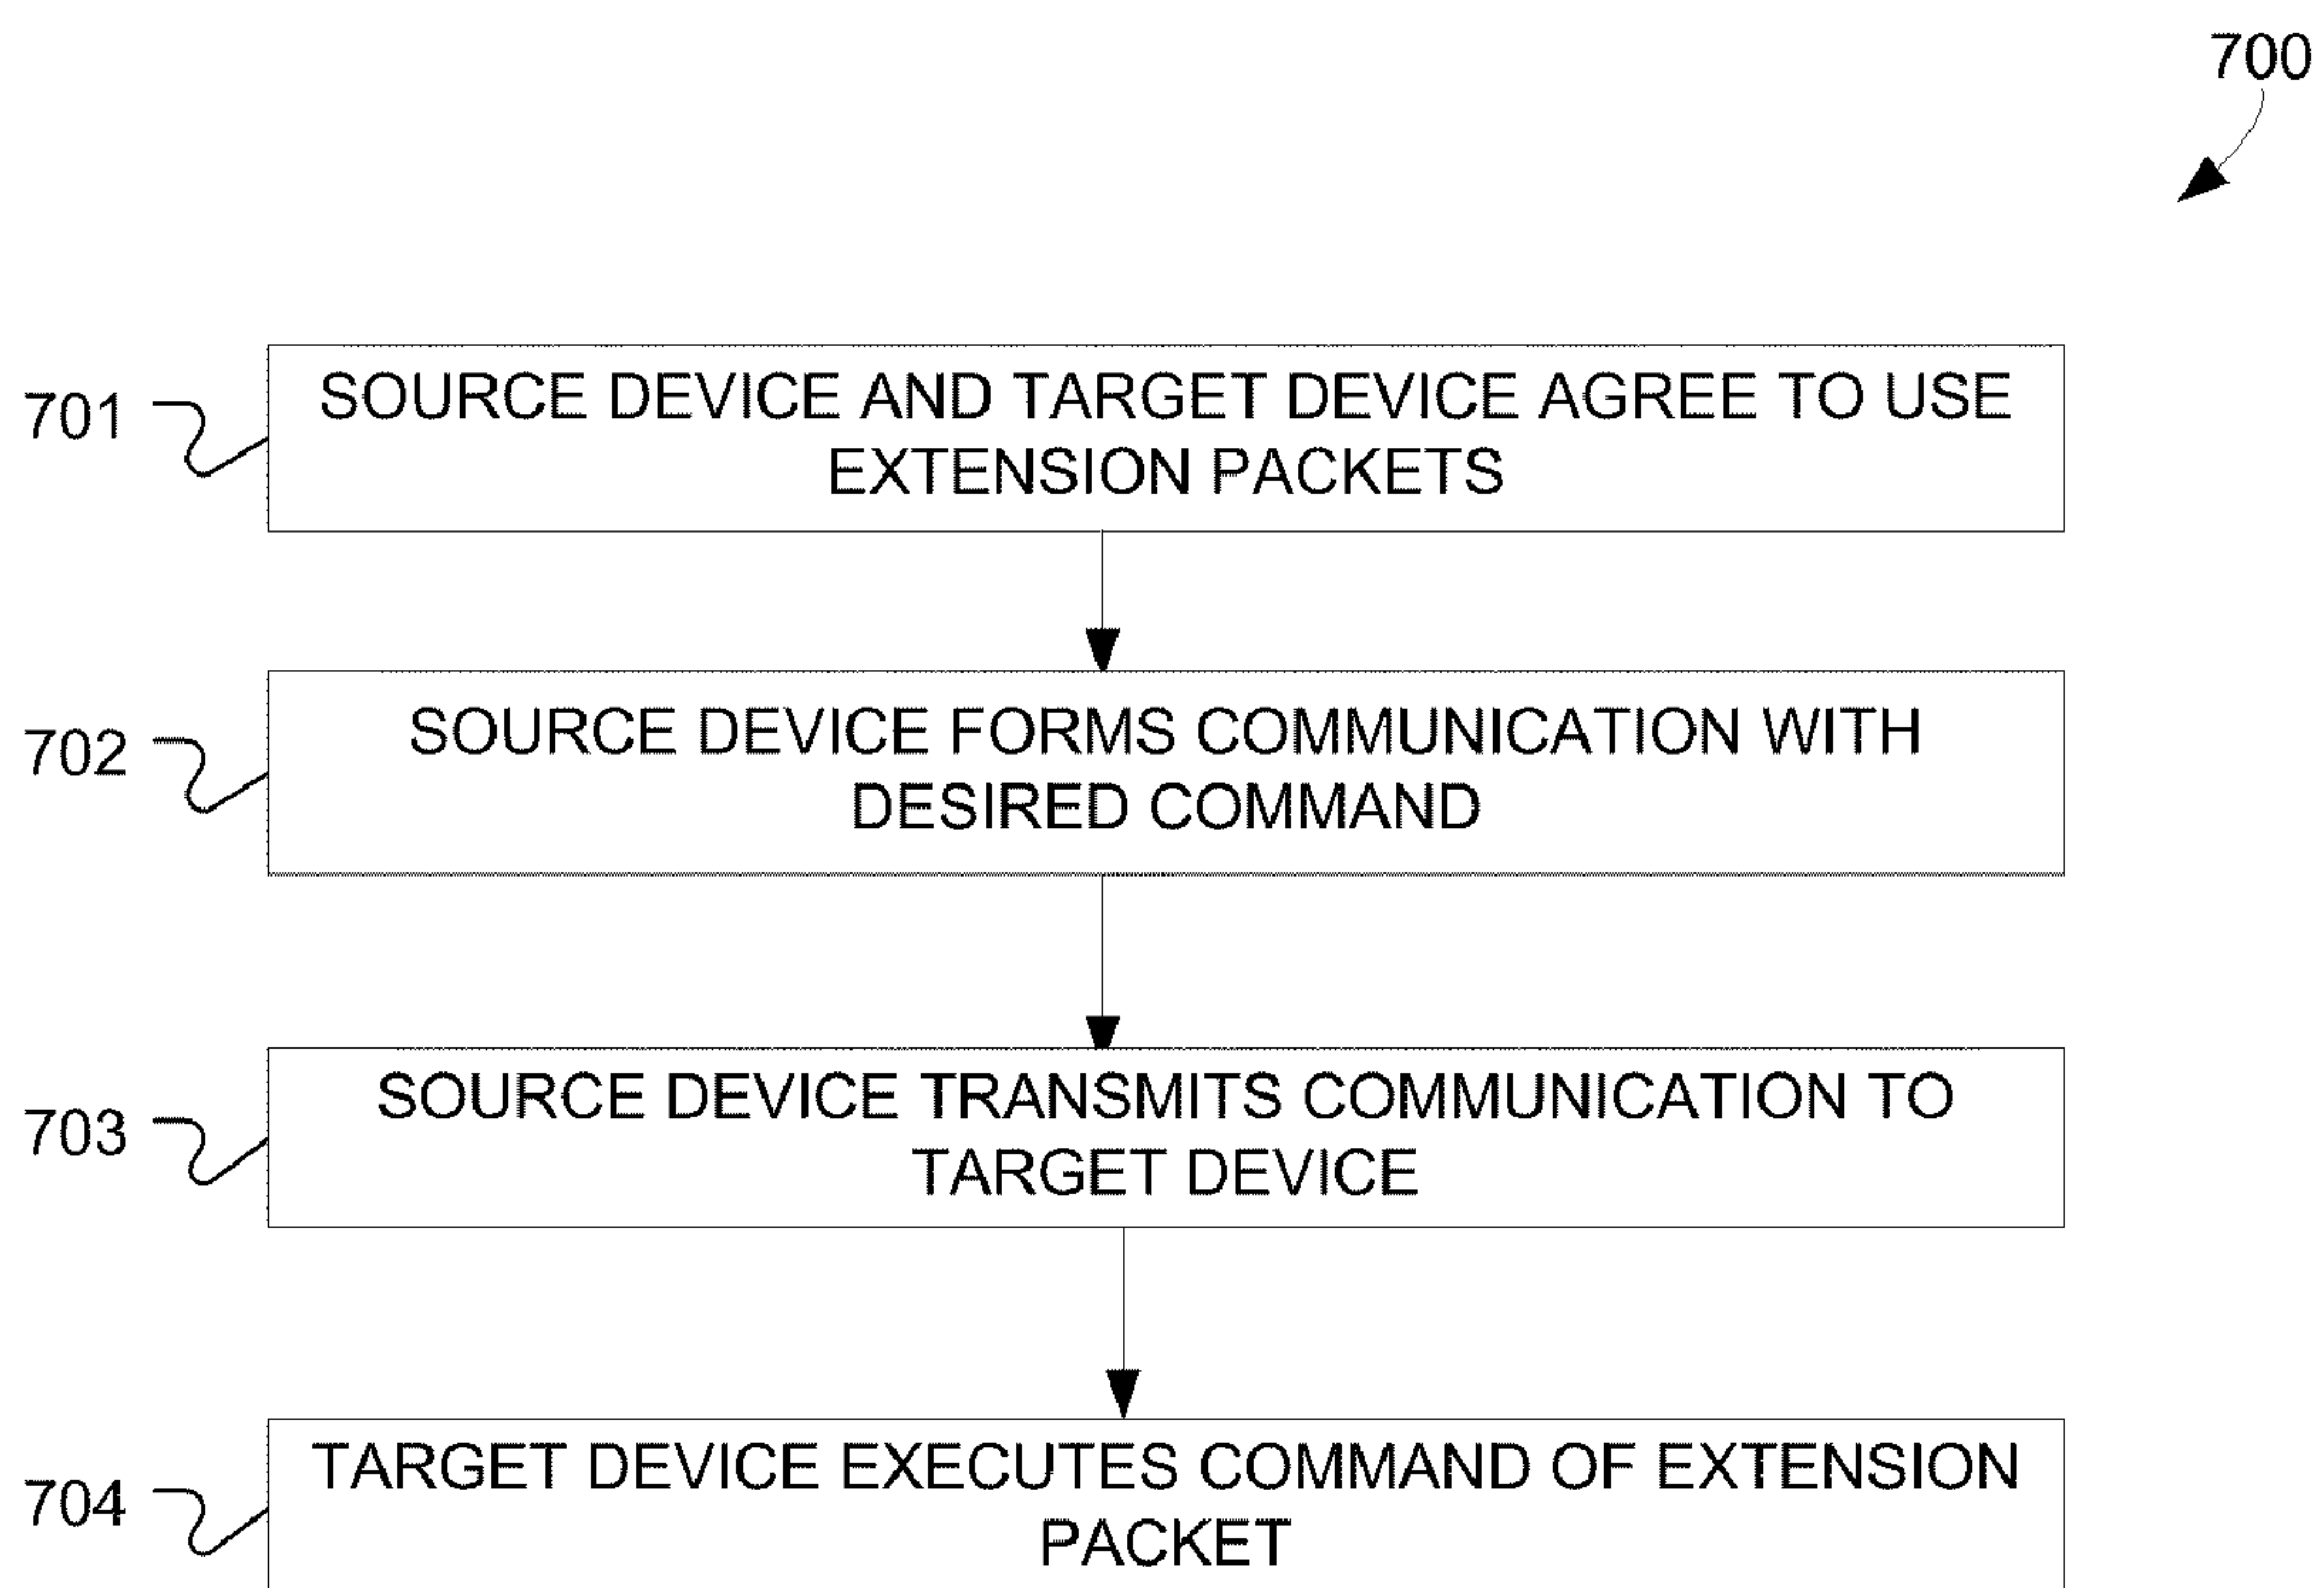 700
701
SOURCE DEVICE AND TARGET DEVICE AGREE TO USE
EXTENSION PACKETS
702
SOURCE DEVICE FORMS COMMUNICATION WITH
DESIRED COMMAND
703
SOURCE DEVICE TRANSMITS COMMUNICATION TO
TARGET DEVICE
704
TARGET DEVICE EXECUTES COMMAND OF EXTENSION
PACKET